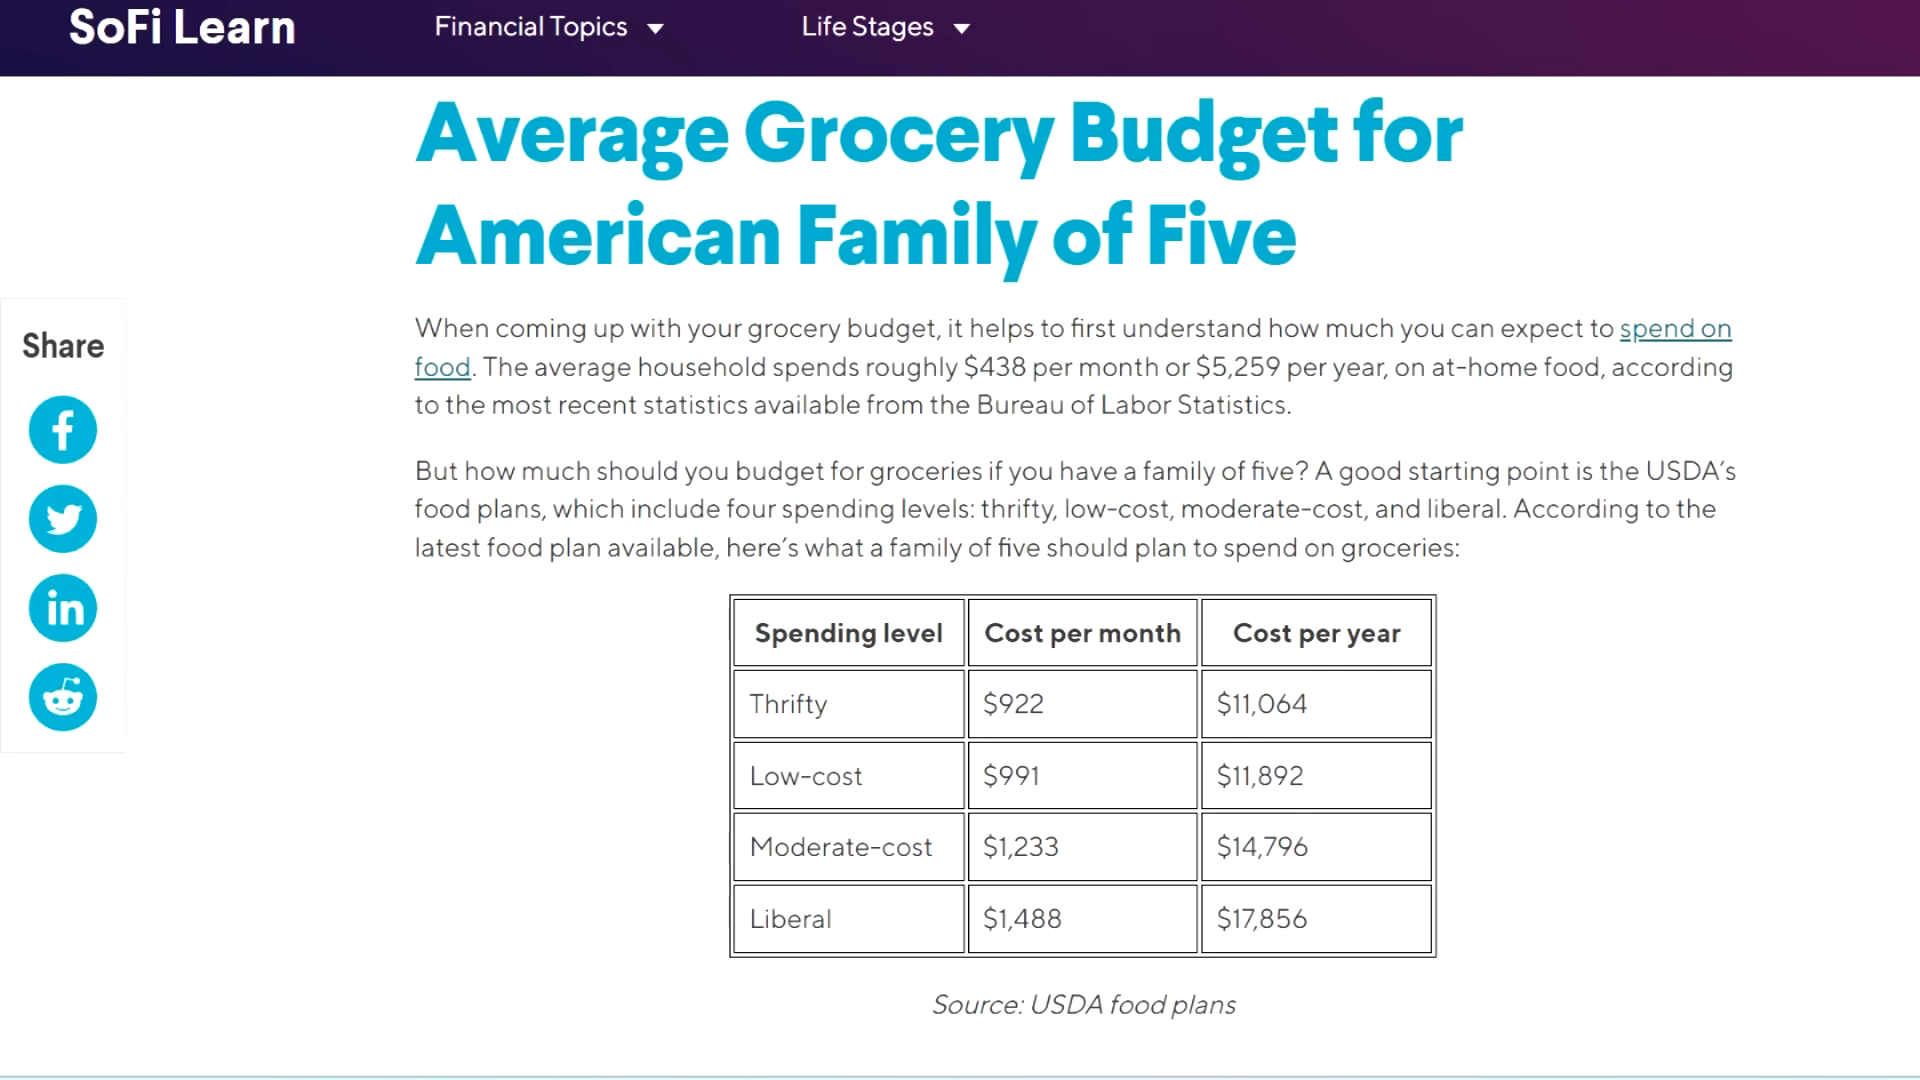 SoFi Learn
Financial Topics
Life Stages
Average Grocery Budget for
American Family of Five
Share
When coming up with your grocery budget, it helps to first understand how much you can expect to spend on
food. The average household spends roughly $438 per month or $5,259 per year, on at-home food, according
to the most recent statistics available from the Bureau of Labor Statistics.
But how much should you budget for groceries if you have a family of five? A good starting point is the USDA’s
food plans, which include four spending levels: thrifty, low-cost, moderate-cost, and liberal. According to the
latest food plan available, here’s what a family of five should plan to spend on groceries:
Spending level Cost per month Cost per year
Thrifty $922 $11,064
Low-cost $991 $11,892
Moderate-cost $1,233 $14,796
Liberal $1,488 $17,856
Source: USDA food plans